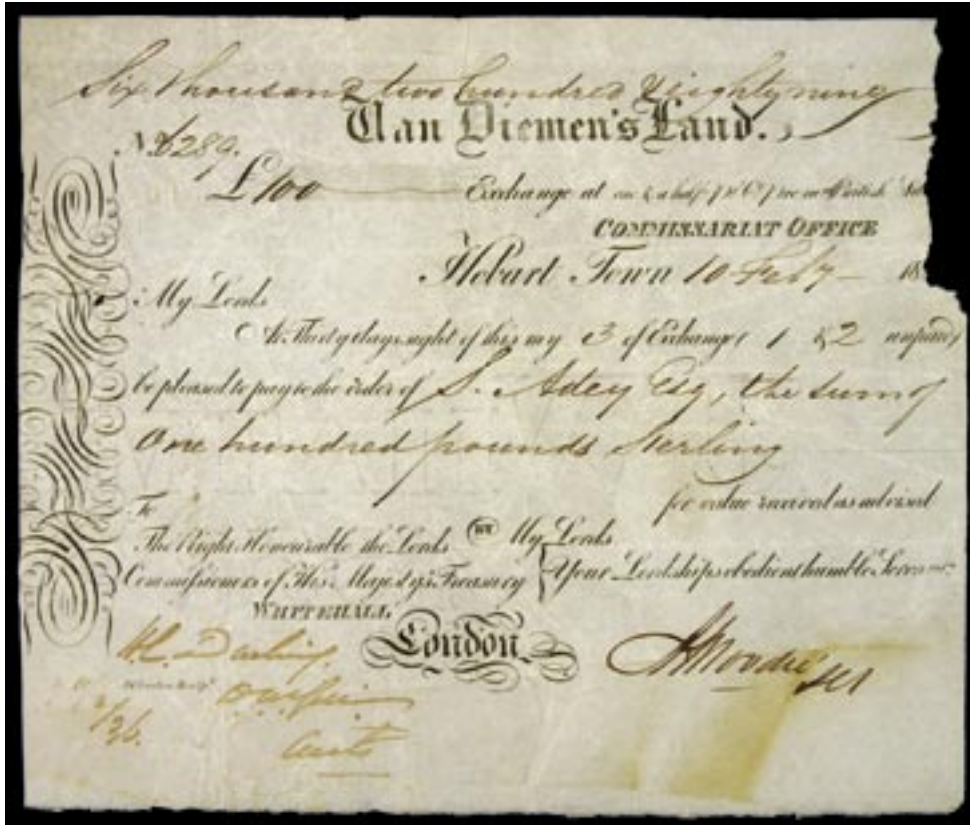 Six Thousand two hundred & eighty nine
Van Diemen's Land.
No. 6289.
£100 Exchange at one & a half p Ct
COMMISSARIAT OFFICE
Hobart Town 10 Feby 18
My Lords
At Thirty days sight of this my 3 of Exchange (1 & 2 unpaid)
be pleased to pay to the order of S. Adey Esq, the sum of
One hundred pounds Sterling
for value received as advised
To
The Right Honourable the Lords My Lords
Commissioners of His Majesty's Treasury Your Lordships obedient humble Servant
WHITEHALL
London